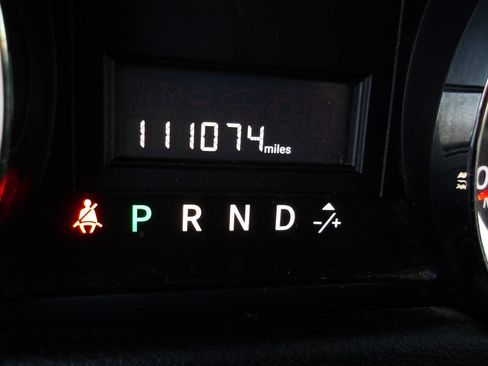 111074 miles
P R N D -/+